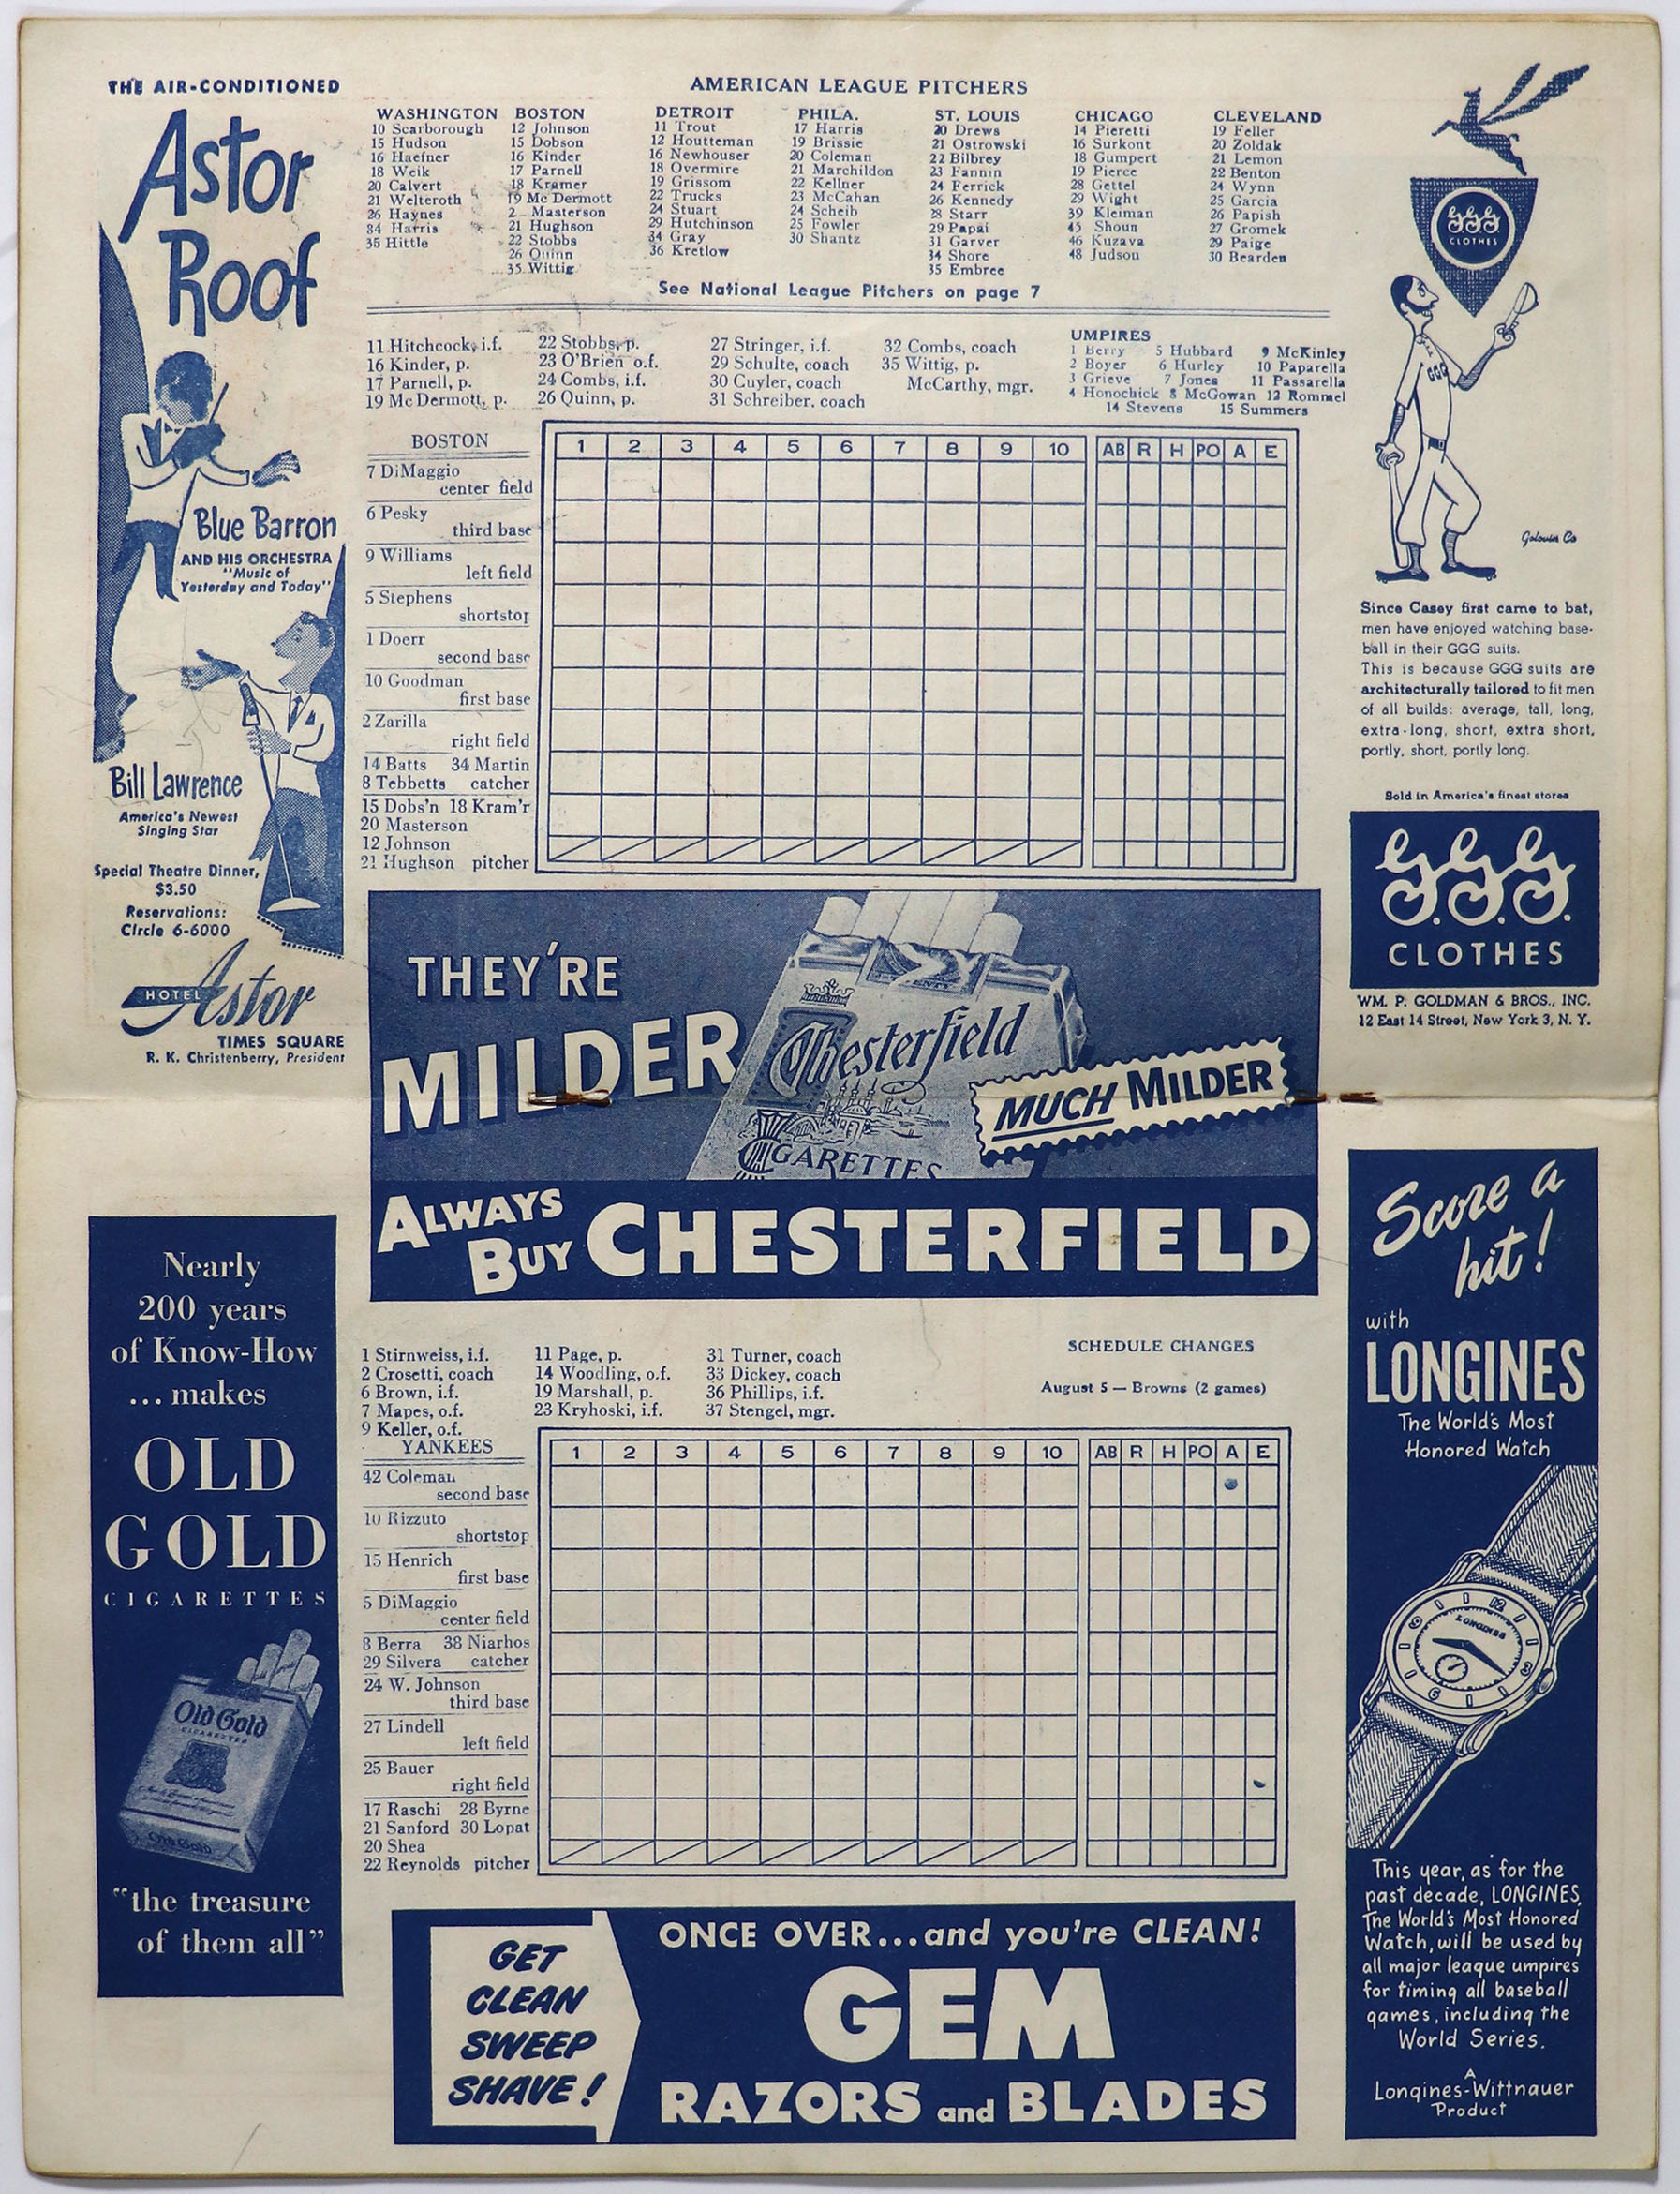 THE AIR-CONDITIONED
Astor
Roof
Blue Barron
AND HIS ORCHESTRA
"Music of
Yesterday and Today"
Bill Lawrence
America's Newest
Singing Star
Special Theatre Dinner,
$3.50
Reservations:
Circle 6-6000
HOTEL Astor
TIMES SQUARE
R. K. Christenberry, President
AMERICAN LEAGUE PITCHERS
WASHINGTON
10 Scarborough
15 Hudson
16 Haefner
18 Weik
20 Calvert
21 Welteroth
26 Haynes
34 Harris
35 Hittle
BOSTON
12 Johnson
15 Dobson
16 Kinder
17 Parnell
18 Kramer
19 Mc Dermott
2 Masterson
21 Hughson
22 Stobbs
26 Quinn
35 Wittig
DETROIT
11 Trout
12 Houtteman
16 Newhouser
18 Overmire
19 Grissom
22 Trucks
24 Stuart
29 Hutchinson
34 Gray
36 Kretlow
PHILA.
17 Harris
19 Brissie
20 Coleman
21 Marchildon
22 Kellner
23 McCahan
24 Scheib
25 Fowler
30 Shantz
ST. LOUIS
20 Drews
21 Ostrowski
22 Bilbrey
23 Fannin
24 Ferrick
26 Kennedy
28 Starr
29 Papai
31 Garver
34 Shore
35 Embree
CHICAGO
14 Pieretti
16 Surkont
18 Gumpert
19 Pierce
28 Gettel
29 Wight
39 Kleiman
45 Shoun
46 Kuzava
48 Judson
CLEVELAND
19 Feller
20 Zoldak
21 Lemon
22 Benton
24 Wynn
25 Garcia
26 Papish
27 Gromek
29 Paige
30 Bearden
See National League Pitchers on page 7
11 Hitchcock, i.f.
16 Kinder, p.
17 Parnell, p.
19 Mc Dermott, p.
22 Stobbs, p.
23 O'Brien o.f.
24 Combs, i.f.
26 Quinn, p.
27 Stringer, i.f.
29 Schulte, coach
30 Cuyler, coach
31 Schreiber, coach
32 Combs, coach
35 Wittig, p.
McCarthy, mgr.
UMPIRES
1 Berry 5 Hubbard 9 McKinley
2 Boyer 6 Hurley 10 Paparella
3 Grieve 7 Jones 11 Passarella
4 Honochick 8 McGowan 12 Rommel
14 Stevens 15 Summers
BOSTON 1 2 3 4 5 6 7 8 9 10 AB R H PO A E
7 DiMaggio
center field
6 Pesky
third base
9 Williams
left field
5 Stephens
shortstop
1 Doerr
second base
10 Goodman
first base
2 Zarilla
right field
14 Batts 34 Martin
8 Tebbetts catcher
15 Dobs'n 18 Kram'r
20 Masterson
12 Johnson
21 Hughson pitcher
GGG
CLOTHES
GGG
Golovin Co
Since Casey first came to bat,
men have enjoyed watching base-
ball in their GGG suits.
This is because GGG suits are
architecturally tailored to fit men
of all builds: average, tall, long,
extra-long, short, extra short,
portly, short, portly long.
Sold in America's finest stores
G.G.G.
CLOTHES
WM. P. GOLDMAN & BROS., INC.
12 East 14 Street, New York 3, N. Y.
THEY'RE
MILDER
Chesterfield
CIGARETTES
MUCH MILDER
ALWAYS
BUY CHESTERFIELD
Nearly
200 years
of Know-How
... makes
OLD
GOLD
CIGARETTES
Old Gold
CIGARETTES
Old Gold
"the treasure
of them all"
1 Stirnweiss, i.f.
2 Crosetti, coach
6 Brown, i.f.
7 Mapes, o.f.
9 Keller, o.f.
11 Page, p.
14 Woodling, o.f.
19 Marshall, p.
23 Kryhoski, i.f.
31 Turner, coach
33 Dickey, coach
36 Phillips, i.f.
37 Stengel, mgr.
SCHEDULE CHANGES
August 5 — Browns (2 games)
YANKEES 1 2 3 4 5 6 7 8 9 10 AB R H PO A E
42 Coleman
second base
10 Rizzuto
shortstop
15 Henrich
first base
5 DiMaggio
center field
8 Berra 38 Niarhos
29 Silvera catcher
24 W. Johnson
third base
27 Lindell
left field
25 Bauer
right field
17 Raschi 28 Byrne
21 Sanford 30 Lopat
20 Shea
22 Reynolds pitcher
GET
CLEAN
SWEEP
SHAVE!
ONCE OVER...and you're CLEAN!
GEM
RAZORS and BLADES
Score a
hit!
with
LONGINES
The World's Most
Honored Watch
LONGINES
This year, as for the
past decade, LONGINES,
The World's Most Honored
Watch, will be used by
all major league umpires
for timing all baseball
games, including the
World Series.
A
Longines-Wittnauer
Product